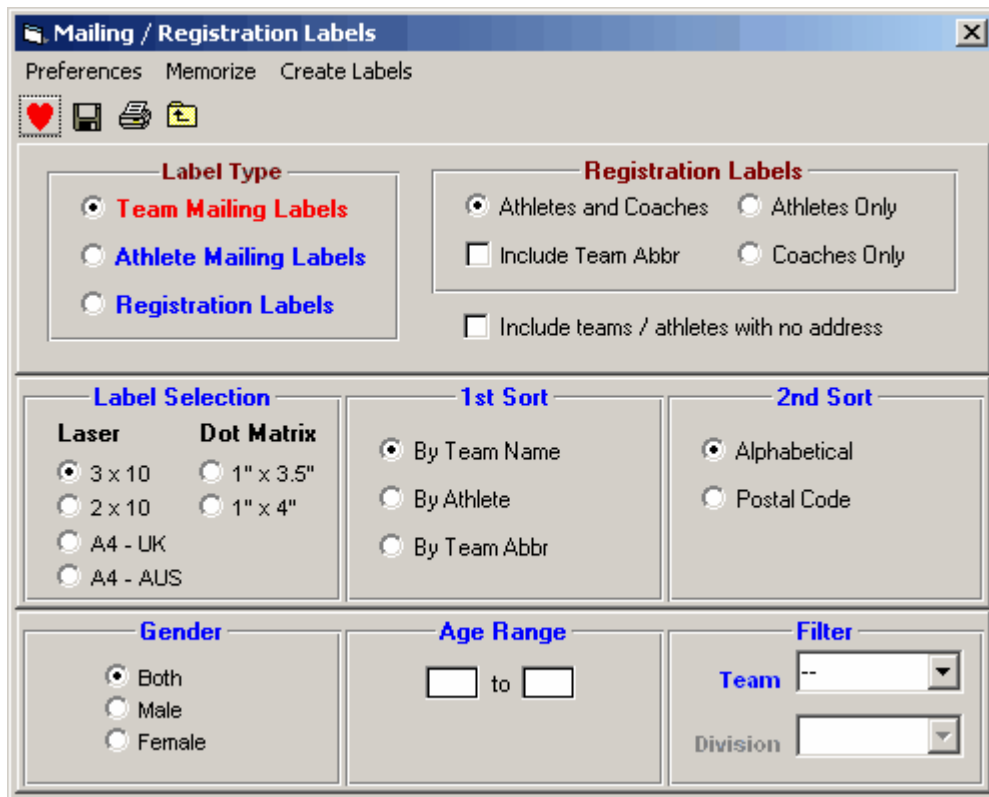 Mailing / Registration Labels
Preferences Memorize Create Labels
Label Type
Team Mailing Labels
Athlete Mailing Labels
Registration Labels
Registration Labels
Athletes and Coaches Athletes Only
Include Team Abbr Coaches Only
Include teams / athletes with no address
Label Selection
Laser Dot Matrix
3 x 10 1" x 3.5"
2 x 10 1" x 4"
A4 - UK
A4 - AUS
1st Sort
By Team Name
By Athlete
By Team Abbr
2nd Sort
Alphabetical
Postal Code
Gender
Both
Male
Female
Age Range
to
Filter
Team --
Division